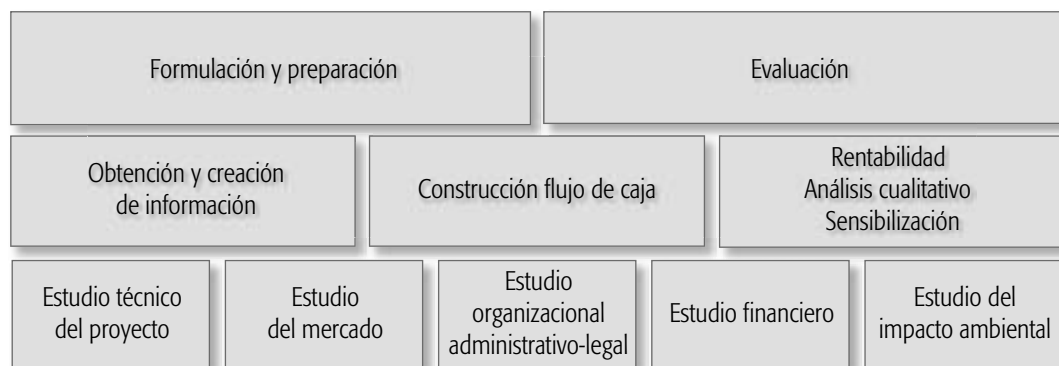 Formulación y preparación
Evaluación
Obtención y creación
de información
Construcción flujo de caja
Rentabilidad
Análisis cualitativo
Sensibilización
Estudio técnico
del proyecto
Estudio
del mercado
Estudio
organizacional
administrativo-legal
Estudio financiero
Estudio del
impacto ambiental